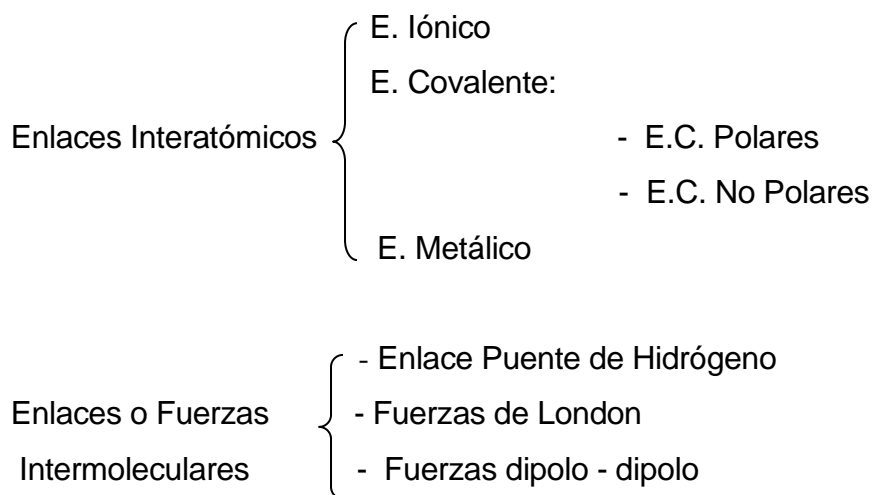 E. Iónico
E. Covalente:
Enlaces Interatómicos
- E.C. Polares
- E.C. No Polares
E. Metálico
- Enlace Puente de Hidrógeno
Enlaces o Fuerzas
- Fuerzas de London
Intermoleculares
- Fuerzas dipolo - dipolo